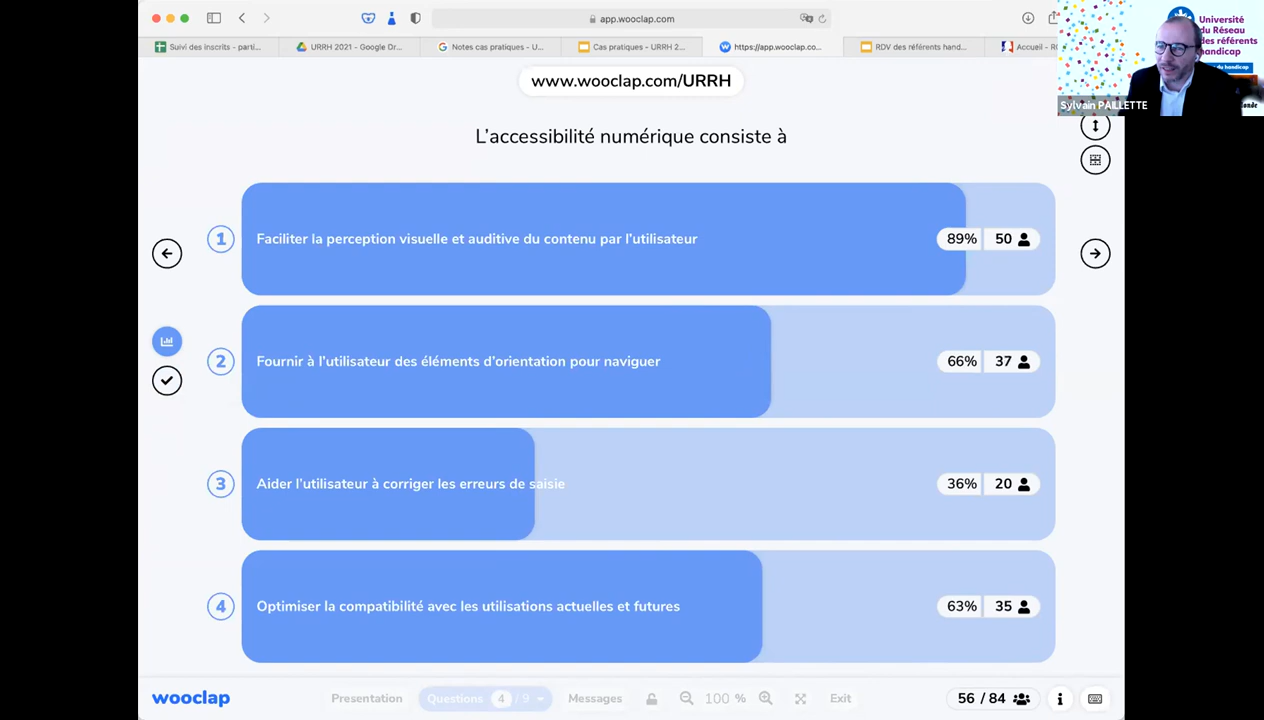 app.wooclap.com
Suivi des inscrits - parti...
URRH 2021 - Google Dr...
Notes cas pratiques - U...
Cas pratiques - URRH 2...
https://app.wooclap.co...
RDV des référents hand...
Accueil - RC
Université
du Réseau
des référents
handicap
Sylvain PAILLETTE
www.wooclap.com/URRH
L'accessibilité numérique consiste à
1 Faciliter la perception visuelle et auditive du contenu par l'utilisateur 89% 50
2 Fournir à l'utilisateur des éléments d'orientation pour naviguer 66% 37
3 Aider l'utilisateur à corriger les erreurs de saisie 36% 20
4 Optimiser la compatibilité avec les utilisations actuelles et futures 63% 35
wooclap Presentation Questions 4 / 9 Messages 100 % Exit 56 / 84